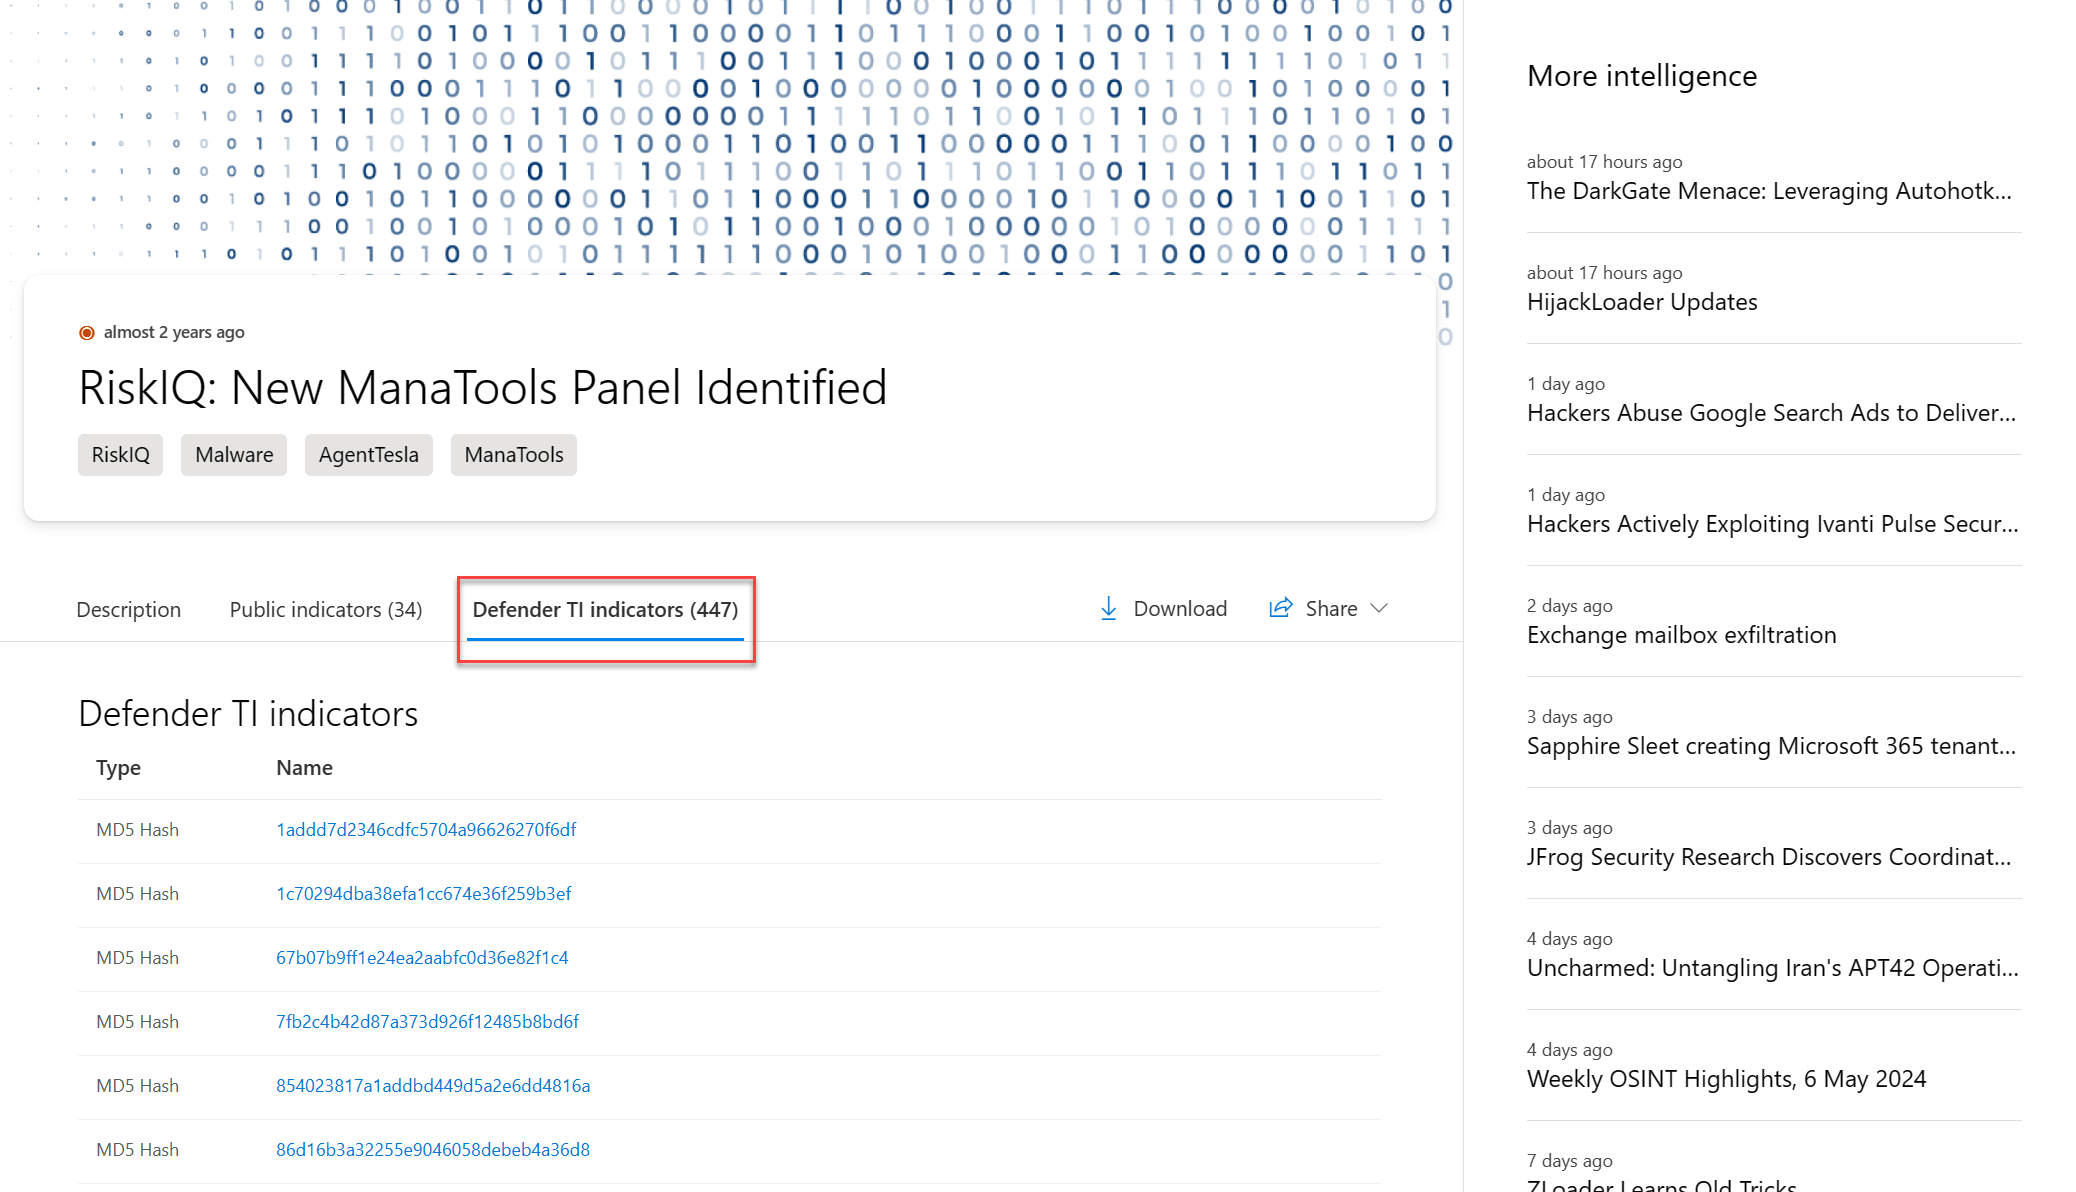 almost 2 years ago
RiskIQ: New ManaTools Panel Identified
RiskIQ Malware AgentTesla ManaTools
Description Public indicators (34) Defender TI indicators (447) Download Share
Defender TI indicators
Type Name
MD5 Hash 1addd7d2346cdfc5704a96626270f6df
MD5 Hash 1c70294dba38efa1cc674e36f259b3ef
MD5 Hash 67b07b9ff1e24ea2aabfc0d36e82f1c4
MD5 Hash 7fb2c4b42d87a373d926f12485b8bd6f
MD5 Hash 854023817a1addbd449d5a2e6dd4816a
MD5 Hash 86d16b3a32255e9046058debeb4a36d8
More intelligence
about 17 hours ago
The DarkGate Menace: Leveraging Autohotk...
about 17 hours ago
HijackLoader Updates
1 day ago
Hackers Abuse Google Search Ads to Deliver...
1 day ago
Hackers Actively Exploiting Ivanti Pulse Secur...
2 days ago
Exchange mailbox exfiltration
3 days ago
Sapphire Sleet creating Microsoft 365 tenant...
3 days ago
JFrog Security Research Discovers Coordinat...
4 days ago
Uncharmed: Untangling Iran's APT42 Operati...
4 days ago
Weekly OSINT Highlights, 6 May 2024
7 days ago
ZLoader Learns Old Tricks